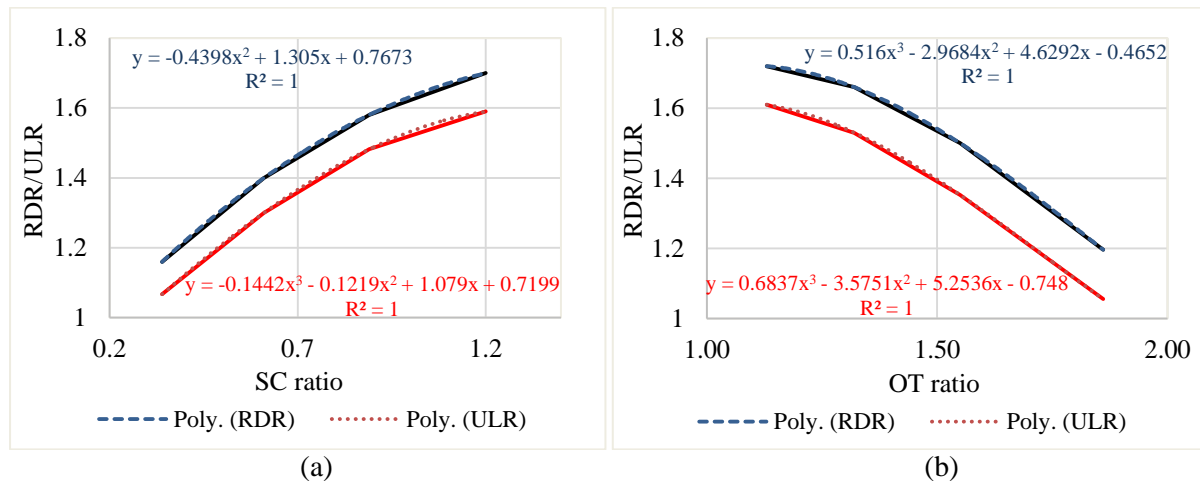 1.8
y = -0.4398x² + 1.305x + 0.7673
R² = 1
1.6
1.4
1.2
y = -0.1442x³ - 0.1219x² + 1.079x + 0.7199
R² = 1
1
0.2 0.7 1.2
RDR/ULR
SC ratio
Poly. (RDR) Poly. (ULR)
(a)
1.8
y = 0.516x³ - 2.9684x² + 4.6292x - 0.4652
R² = 1
1.6
1.4
1.2
y = 0.6837x³ - 3.5751x² + 5.2536x - 0.748
R² = 1
1
1.00 1.50 2.00
RDR/ULR
OT ratio
Poly. (RDR) Poly. (ULR)
(b)